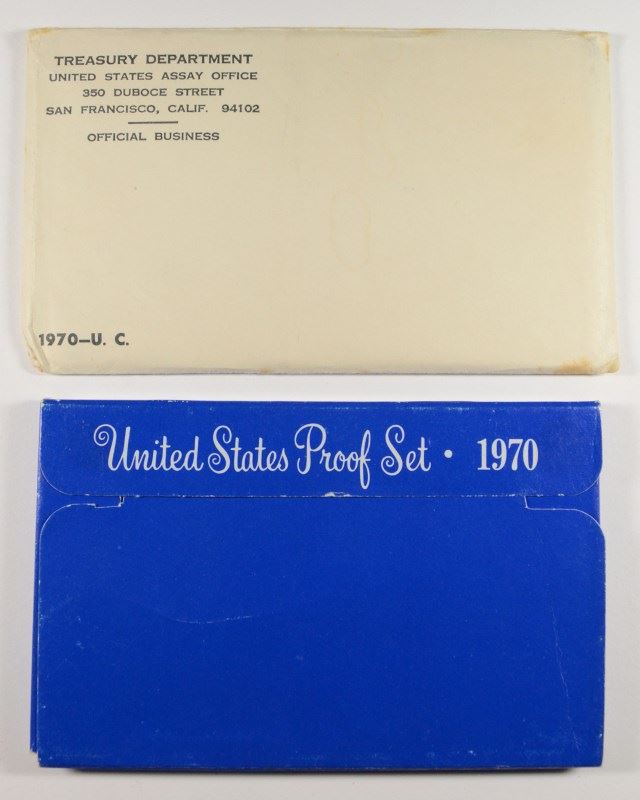 TREASURY DEPARTMENT
UNITED STATES ASSAY OFFICE
350 DUBOCE STREET
SAN FRANCISCO, CALIF. 94102
OFFICIAL BUSINESS
1970—U. C.
United States Proof Set · 1970